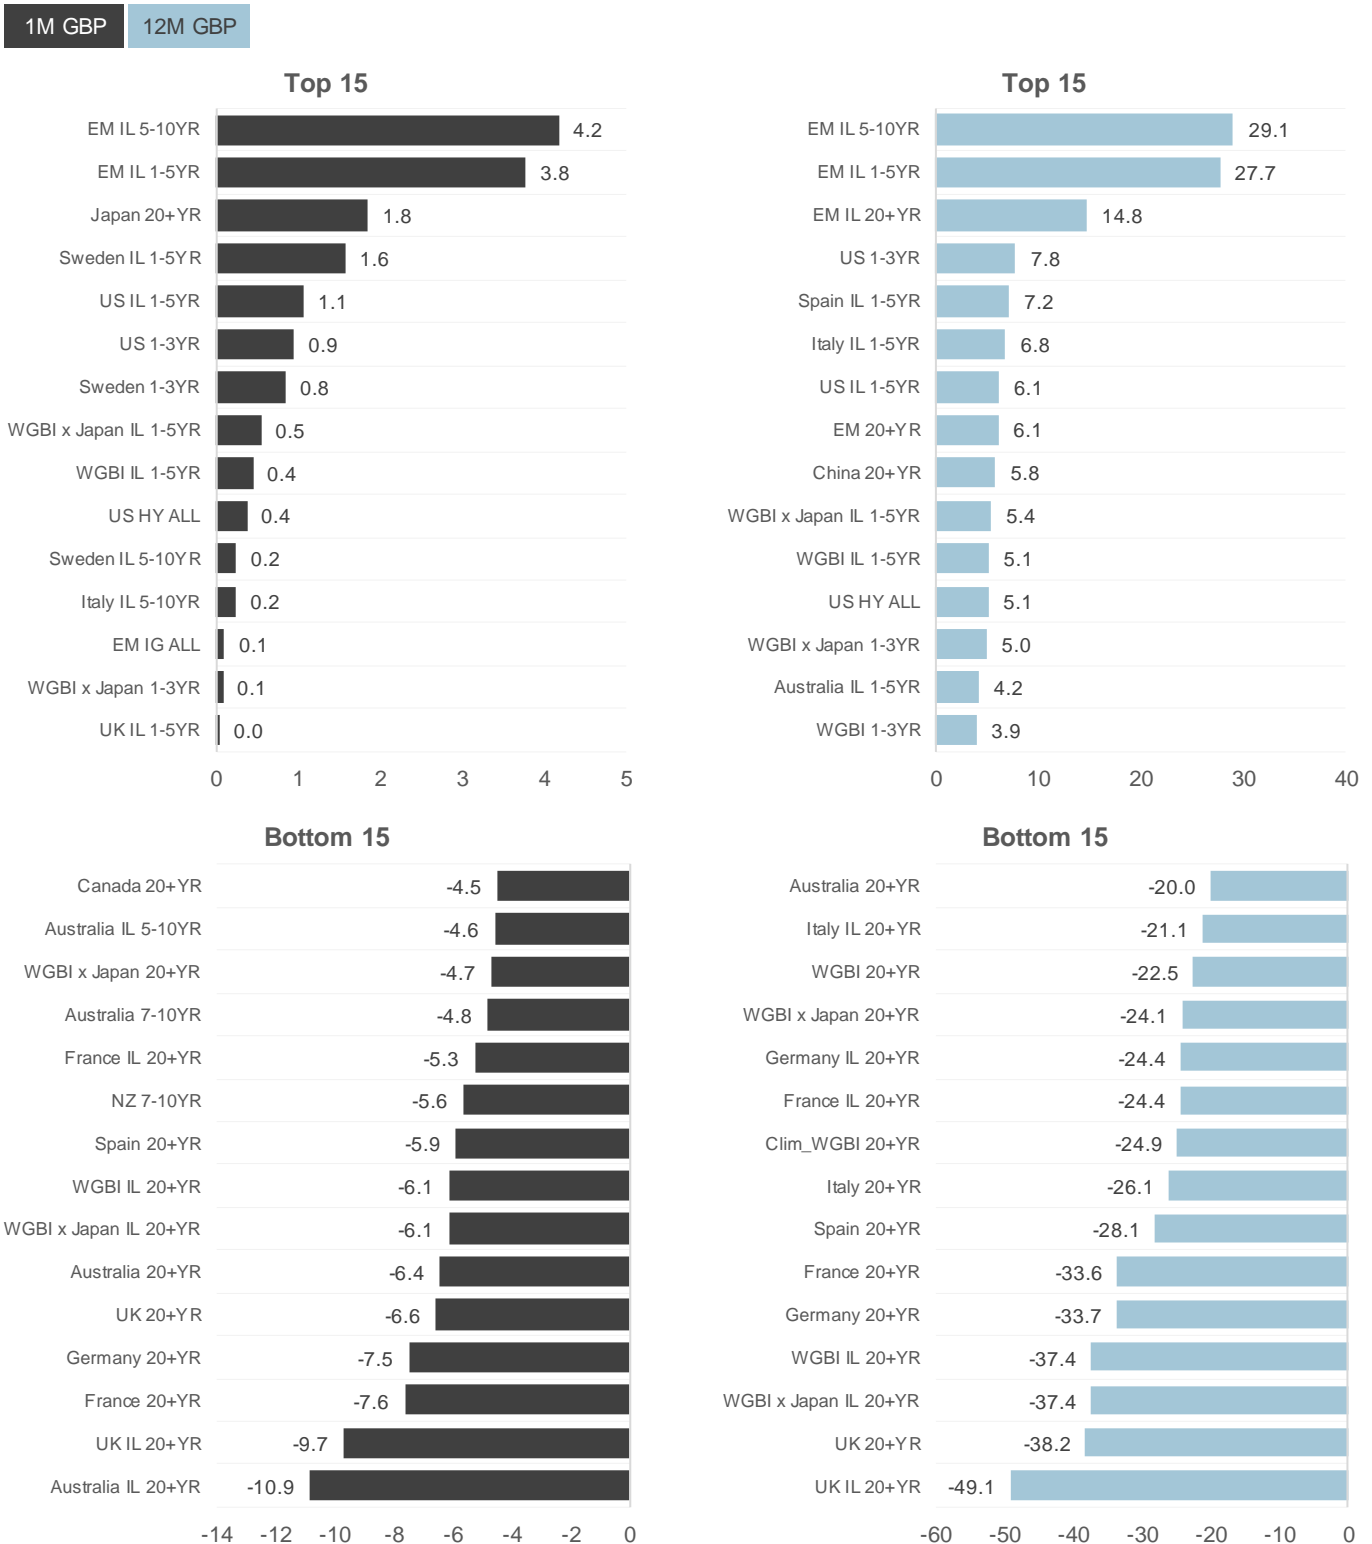 1M GBP 12M GBP
Top 15
EM IL 5-10YR 4.2
EM IL 1-5YR 3.8
Japan 20+YR 1.8
Sweden IL 1-5YR 1.6
US IL 1-5YR 1.1
US 1-3YR 0.9
Sweden 1-3YR 0.8
WGBI x Japan IL 1-5YR 0.5
WGBI IL 1-5YR 0.4
US HY ALL 0.4
Sweden IL 5-10YR 0.2
Italy IL 5-10YR 0.2
EM IG ALL 0.1
WGBI x Japan 1-3YR 0.1
UK IL 1-5YR 0.0
0 1 2 3 4 5
Top 15
EM IL 5-10YR 29.1
EM IL 1-5YR 27.7
EM IL 20+YR 14.8
US 1-3YR 7.8
Spain IL 1-5YR 7.2
Italy IL 1-5YR 6.8
US IL 1-5YR 6.1
EM 20+YR 6.1
China 20+YR 5.8
WGBI x Japan IL 1-5YR 5.4
WGBI IL 1-5YR 5.1
US HY ALL 5.1
WGBI x Japan 1-3YR 5.0
Australia IL 1-5YR 4.2
WGBI 1-3YR 3.9
0 10 20 30 40
Bottom 15
Canada 20+YR -4.5
Australia IL 5-10YR -4.6
WGBI x Japan 20+YR -4.7
Australia 7-10YR -4.8
France IL 20+YR -5.3
NZ 7-10YR -5.6
Spain 20+YR -5.9
WGBI IL 20+YR -6.1
WGBI x Japan IL 20+YR -6.1
Australia 20+YR -6.4
UK 20+YR -6.6
Germany 20+YR -7.5
France 20+YR -7.6
UK IL 20+YR -9.7
Australia IL 20+YR -10.9
-14 -12 -10 -8 -6 -4 -2 0
Bottom 15
Australia 20+YR -20.0
Italy IL 20+YR -21.1
WGBI 20+YR -22.5
WGBI x Japan 20+YR -24.1
Germany IL 20+YR -24.4
France IL 20+YR -24.4
Clim_WGBI 20+YR -24.9
Italy 20+YR -26.1
Spain 20+YR -28.1
France 20+YR -33.6
Germany 20+YR -33.7
WGBI IL 20+YR -37.4
WGBI x Japan IL 20+YR -37.4
UK 20+YR -38.2
UK IL 20+YR -49.1
-60 -50 -40 -30 -20 -10 0